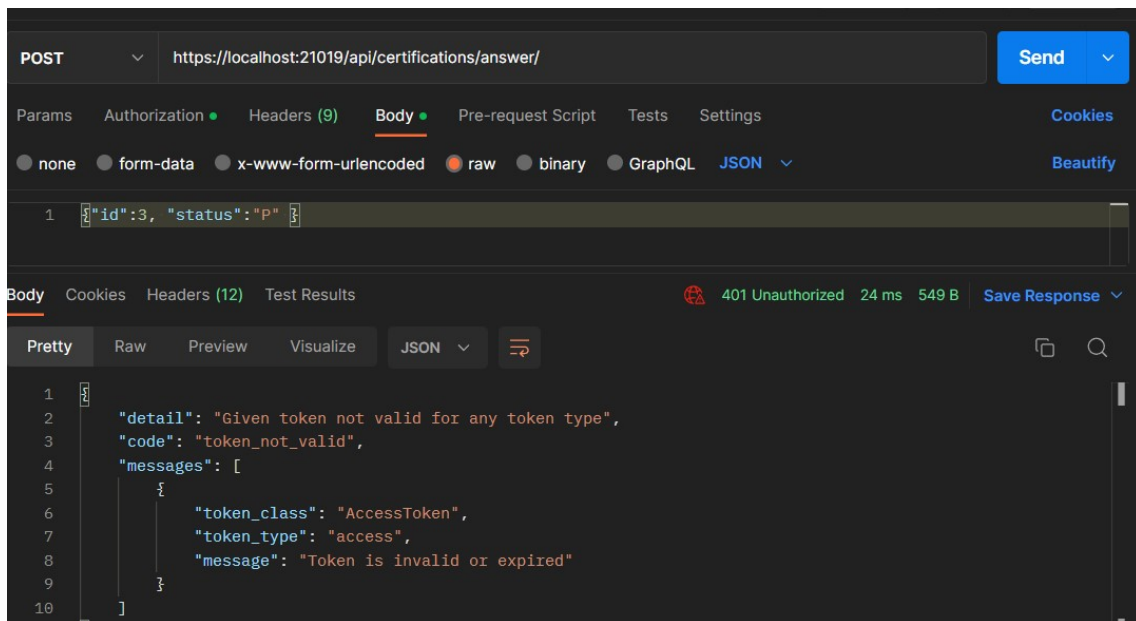 POST https://localhost:21019/api/certifications/answer/ Send
Params Authorization Headers (9) Body Pre-request Script Tests Settings Cookies
none form-data x-www-form-urlencoded raw binary GraphQL JSON Beautify
1 {"id":3, "status":"P" }
Body Cookies Headers (12) Test Results 401 Unauthorized 24 ms 549 B Save Response
Pretty Raw Preview Visualize JSON
1 {
2 "detail": "Given token not valid for any token type",
3 "code": "token_not_valid",
4 "messages": [
5 {
6 "token_class": "AccessToken",
7 "token_type": "access",
8 "message": "Token is invalid or expired"
9 }
10 ]